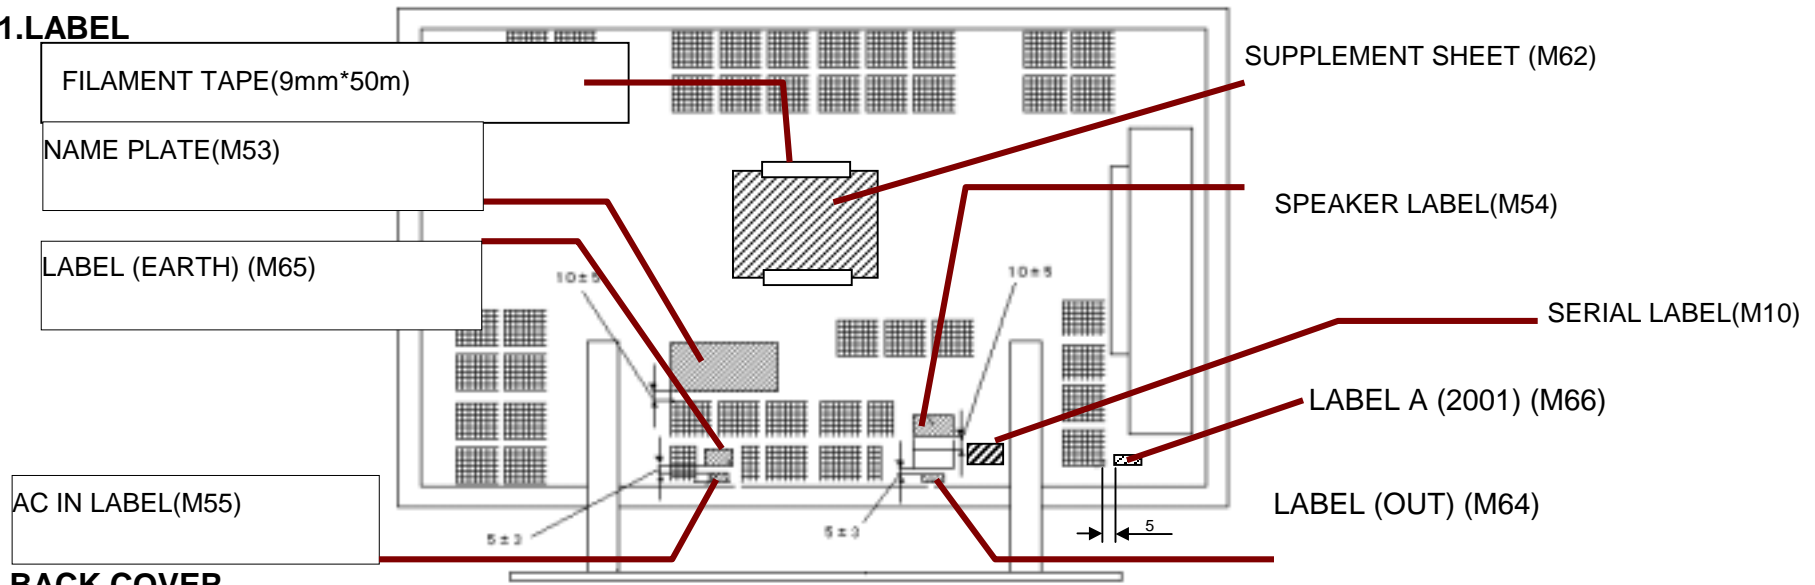 1.LABEL
FILAMENT TAPE(9mm*50m)
NAME PLATE(M53)
LABEL (EARTH) (M65)
AC IN LABEL(M55)
SUPPLEMENT SHEET (M62)
SPEAKER LABEL(M54)
SERIAL LABEL(M10)
LABEL A (2001) (M66)
LABEL (OUT) (M64)
10±5
10±5
5±3
5±3
5
BACK COVER